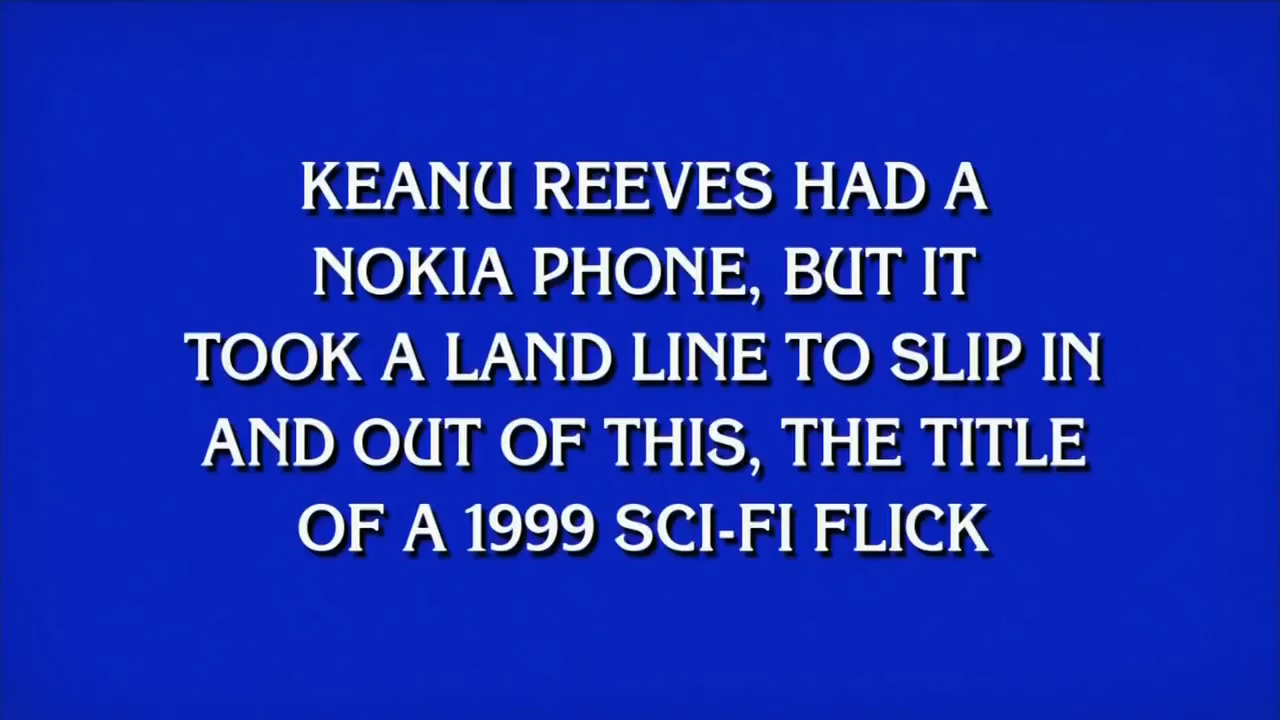 KEANU REEVES HAD A
NOKIA PHONE, BUT IT
TOOK A LAND LINE TO SLIP IN
AND OUT OF THIS, THE TITLE
OF A 1999 SCI-FI FLICK